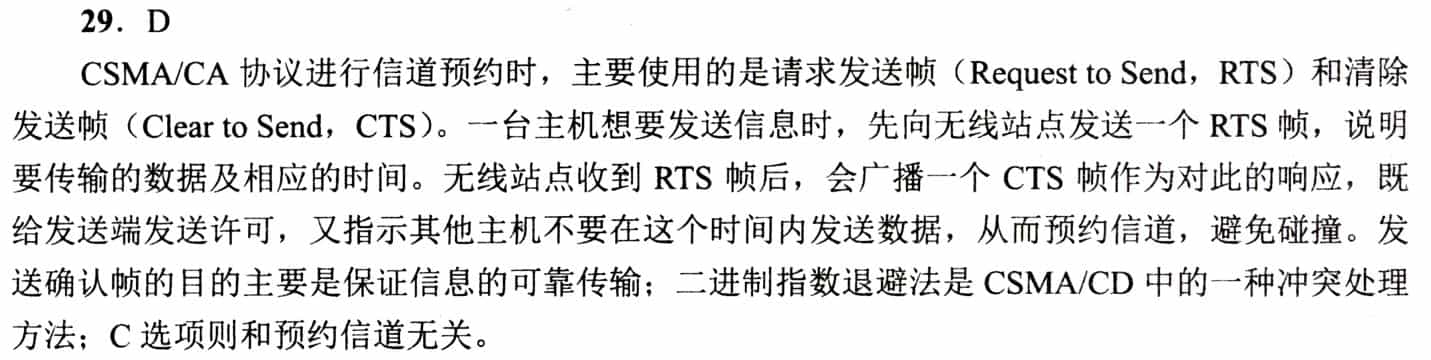 29. D
CSMA/CA 协议进行信道预约时，主要使用的是请求发送帧（Request to Send，RTS）和清除
发送帧（Clear to Send，CTS）。一台主机想要发送信息时，先向无线站点发送一个 RTS 帧，说明
要传输的数据及相应的时间。无线站点收到 RTS 帧后，会广播一个 CTS 帧作为对此的响应，既
给发送端发送许可，又指示其他主机不要在这个时间内发送数据，从而预约信道，避免碰撞。发
送确认帧的目的主要是保证信息的可靠传输；二进制指数退避法是 CSMA/CD 中的一种冲突处理
方法；C 选项则和预约信道无关。